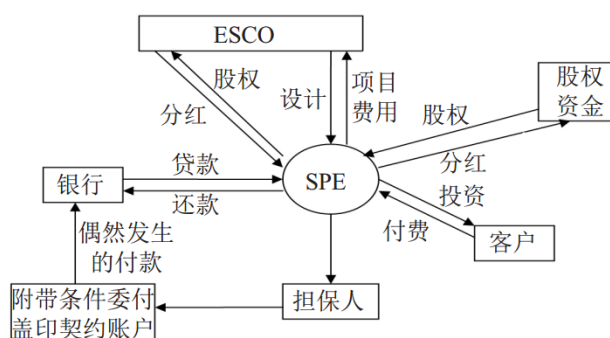 ESCO
股权
分红
设计
项目
费用
股权
资金
股权
分红
贷款
银行
还款
SPE
投资
付费
客户
偶然发生
的付款
附带条件委付
盖印契约账户
担保人